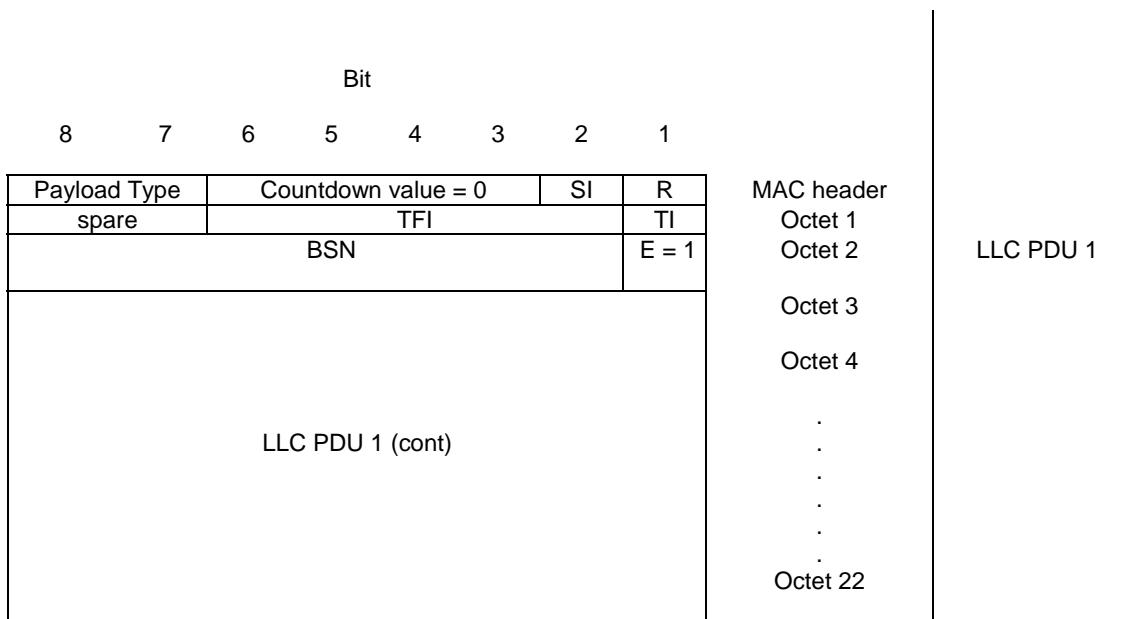 Bit
8 7 6 5 4 3 2 1
Payload Type Countdown value = 0 SI R MAC header
spare TFI TI Octet 1
BSN E = 1 Octet 2 LLC PDU 1
Octet 3
Octet 4
.
LLC PDU 1 (cont) .
.
.
.
.
Octet 22